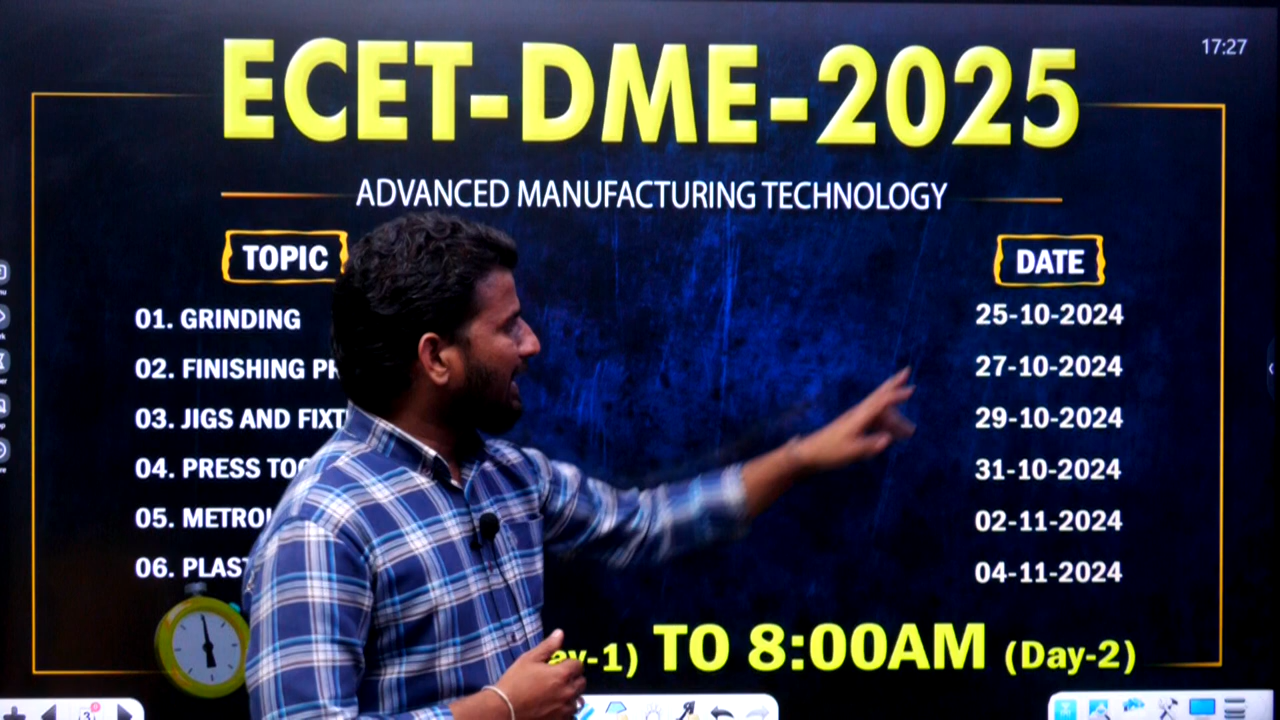 17:27
ECET-DME-2025
ADVANCED MANUFACTURING TECHNOLOGY
TOPIC DATE
01. GRINDING 25-10-2024
02. FINISHING 27-10-2024
03. JIGS AND 29-10-2024
04. PRESS 31-10-2024
05. 02-11-2024
06. 04-11-2024
TO 8:00AM (Day-2)